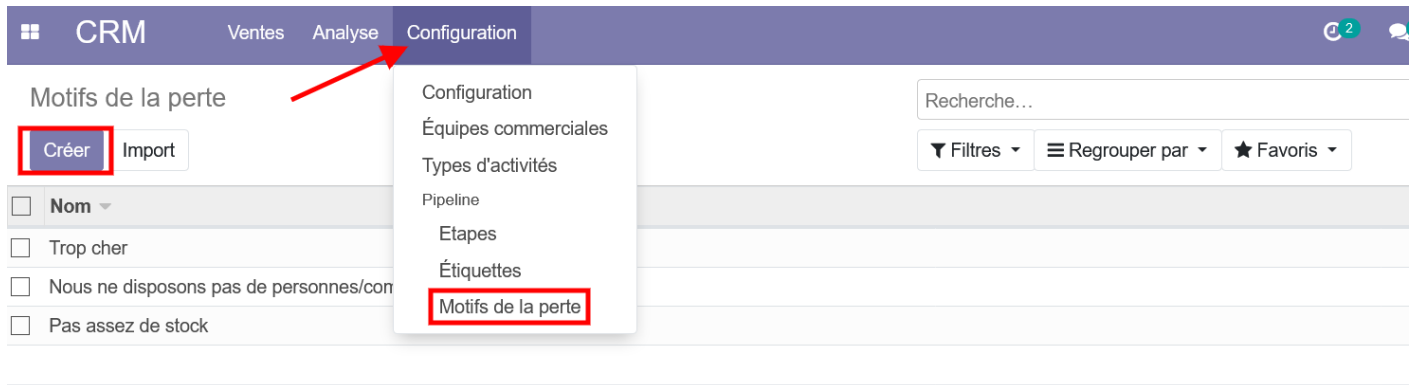 CRM Ventes Analyse Configuration 2
Motifs de la perte
Créer Import
Configuration
Équipes commerciales
Types d'activités
Pipeline
Etapes
Étiquettes
Motifs de la perte
Recherche...
Filtres Regrouper par Favoris
Nom
Trop cher
Nous ne disposons pas de
Pas assez de stock